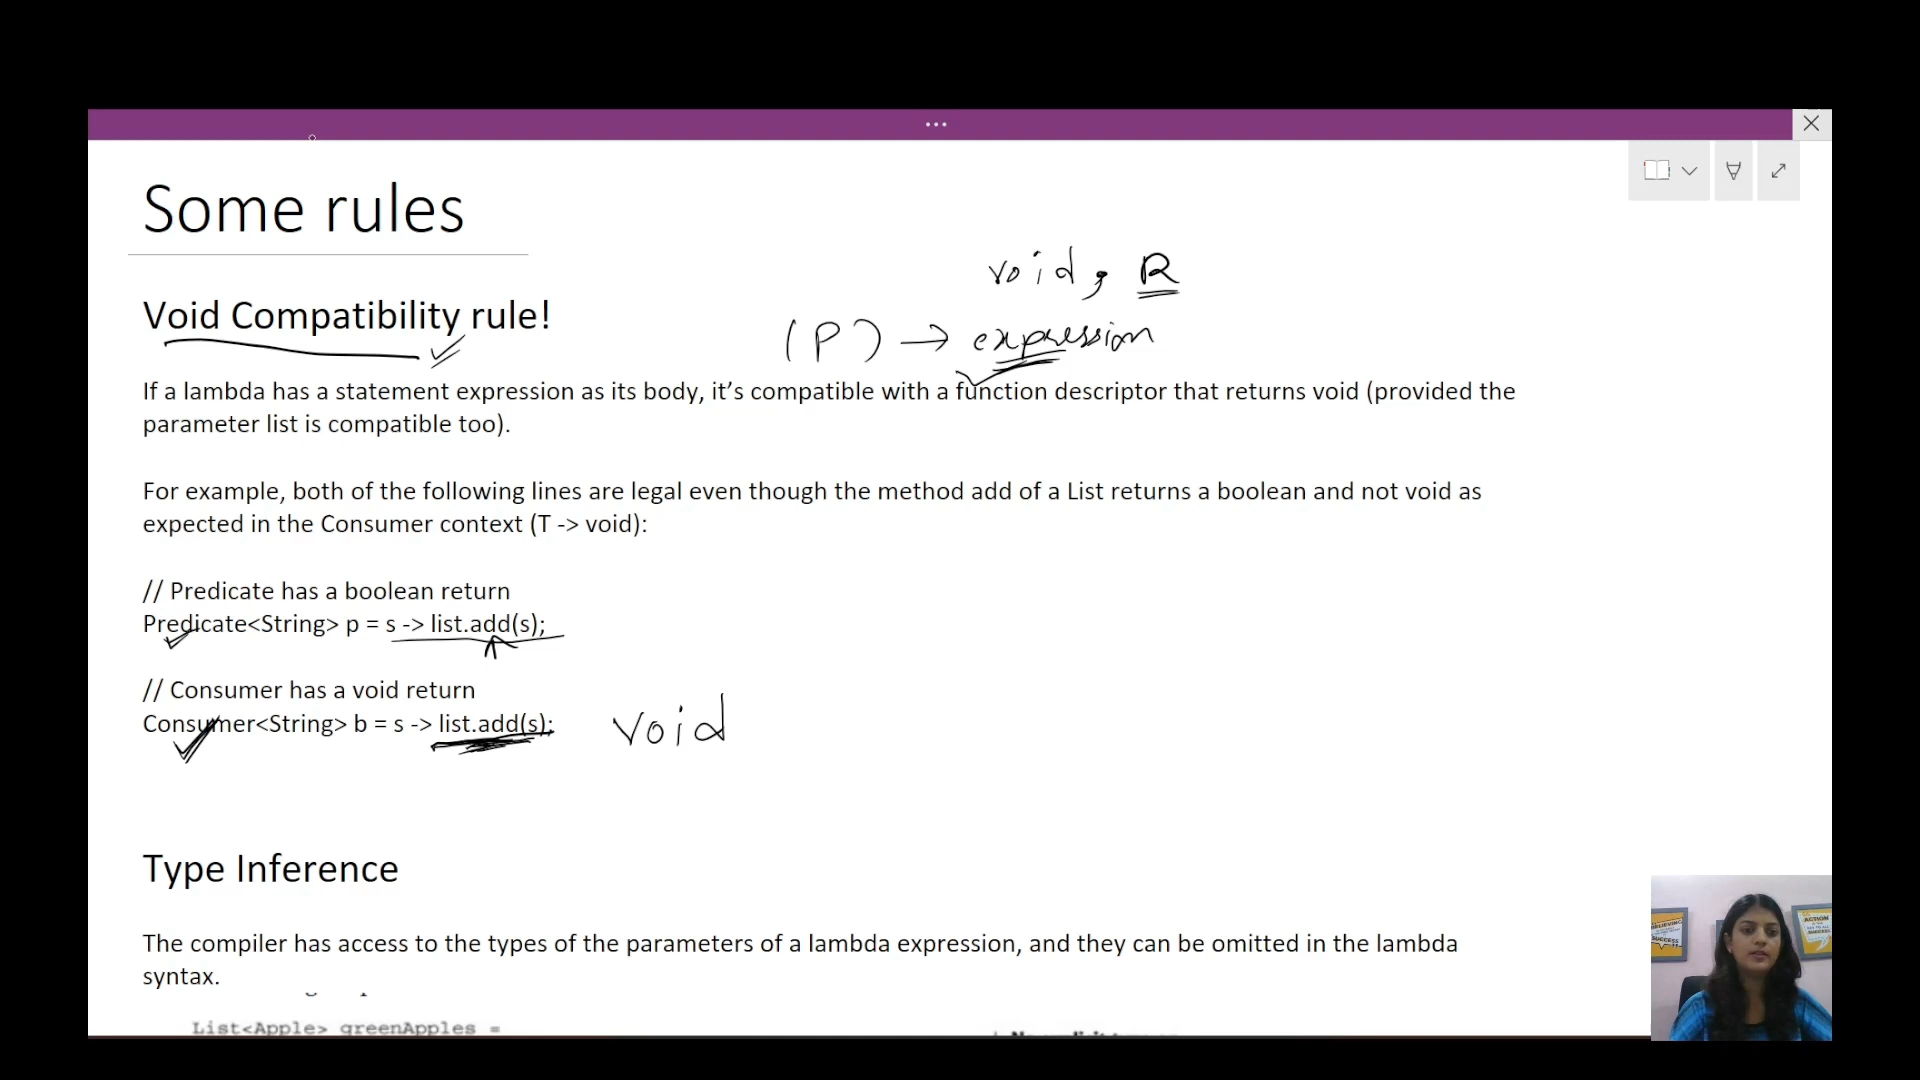 ...
Some rules
void, R
Void Compatibility rule!
(P) → expression
If a lambda has a statement expression as its body, it’s compatible with a function descriptor that returns void (provided the
parameter list is compatible too).
For example, both of the following lines are legal even though the method add of a List returns a boolean and not void as
expected in the Consumer context (T -> void):
// Predicate has a boolean return
Predicate<String> p = s -> list.add(s);
// Consumer has a void return
Consumer<String> b = s -> list.add(s);
void
Type Inference
The compiler has access to the types of the parameters of a lambda expression, and they can be omitted in the lambda
syntax.
List<Apple> greenApples =
BELIEVING
SUCCESS
ACTION
SUCCESS